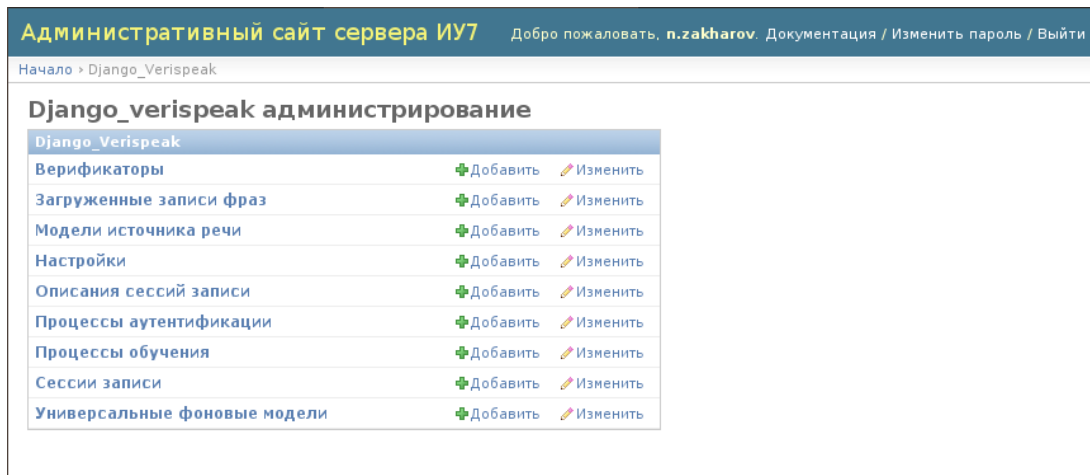 Административный сайт сервера ИУ7 Добро пожаловать, n.zakharov. Документация / Изменить пароль / Выйти
Начало › Django_Verispeak
Django_verispeak администрирование
Django_Verispeak
Верификаторы Добавить Изменить
Загруженные записи фраз Добавить Изменить
Модели источника речи Добавить Изменить
Настройки Добавить Изменить
Описания сессий записи Добавить Изменить
Процессы аутентификации Добавить Изменить
Процессы обучения Добавить Изменить
Сессии записи Добавить Изменить
Универсальные фоновые модели Добавить Изменить